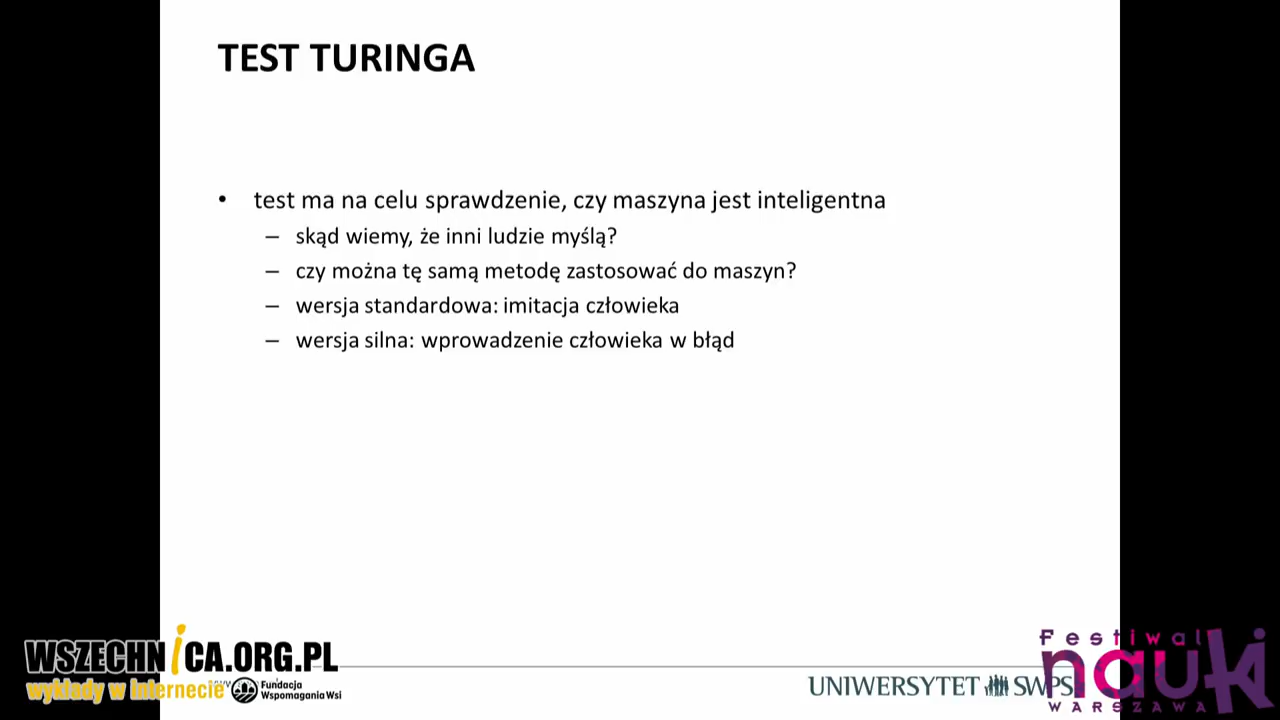 TEST TURINGA
• test ma na celu sprawdzenie, czy maszyna jest inteligentna
– skąd wiemy, że inni ludzie myślą?
– czy można tę samą metodę zastosować do maszyn?
– wersja standardowa: imitacja człowieka
– wersja silna: wprowadzenie człowieka w błąd
WSZECHNICA.ORG.PL
wykłady w internecie
Fundacja
Wspomagania Wsi
UNIWERSYTET SWPS
Festiwal
nauki
WARSZAWA